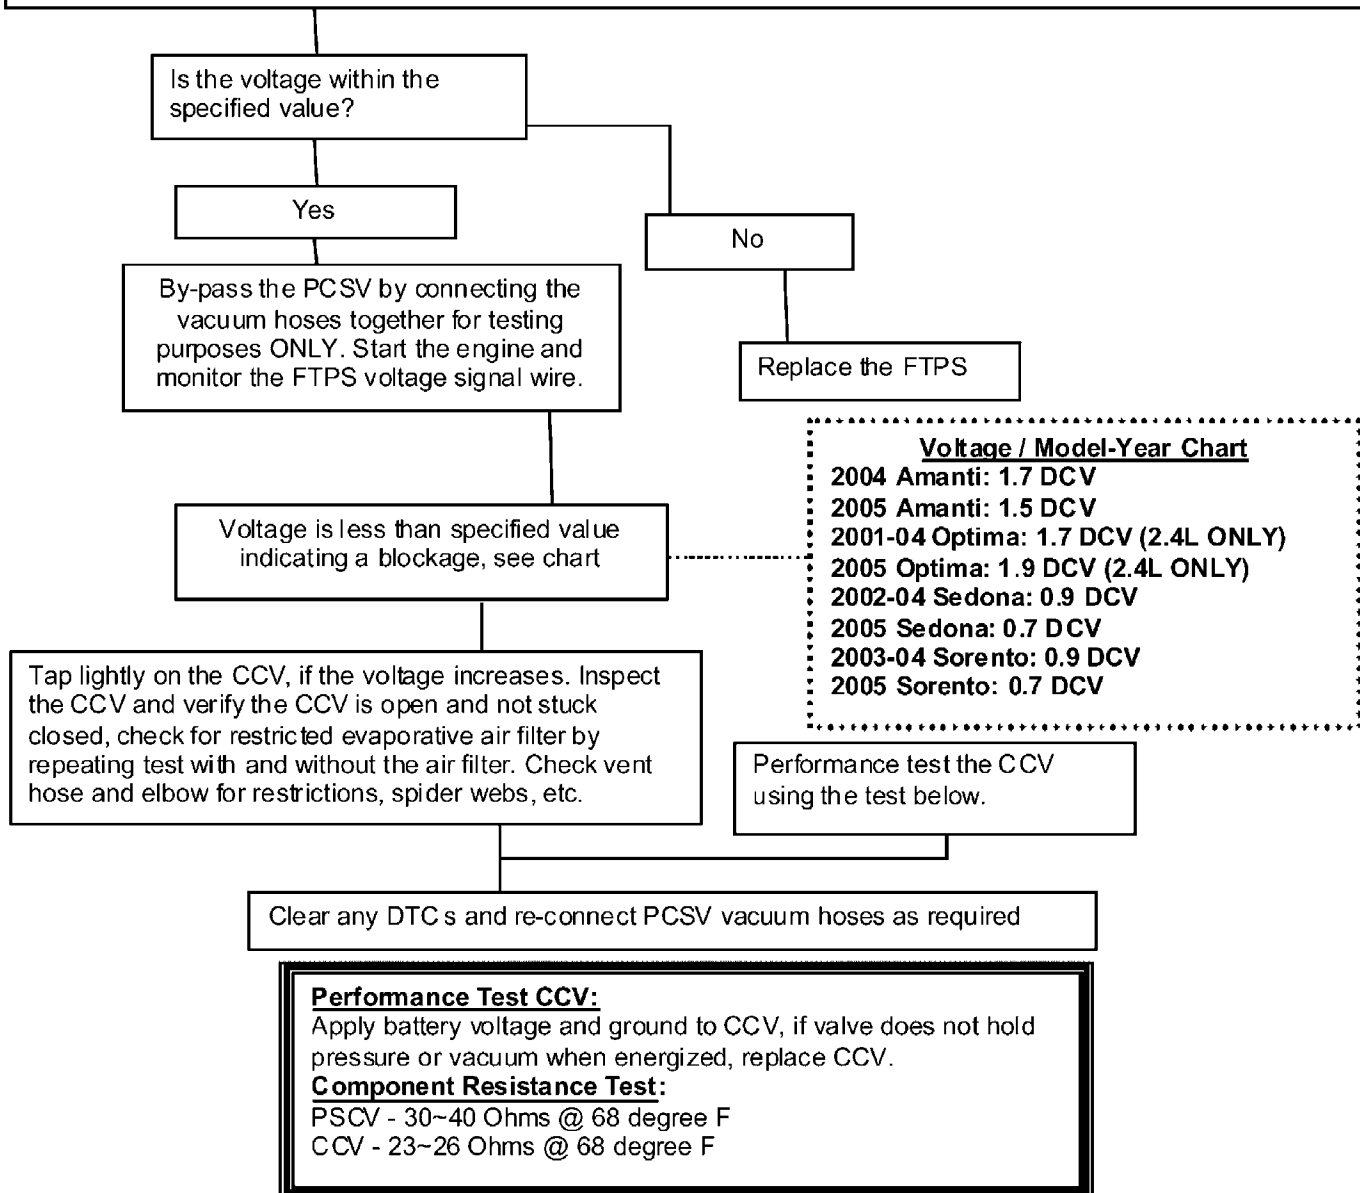 Is the voltage within the
specified value?
Yes
No
By-pass the PCSV by connecting the
vacuum hoses together for testing
purposes ONLY. Start the engine and
monitor the FTPS voltage signal wire.
Replace the FTPS
Voltage / Model-Year Chart
2004 Amanti: 1.7 DCV
2005 Amanti: 1.5 DCV
2001-04 Optima: 1.7 DCV (2.4L ONLY)
2005 Optima: 1.9 DCV (2.4L ONLY)
2002-04 Sedona: 0.9 DCV
2005 Sedona: 0.7 DCV
2003-04 Sorento: 0.9 DCV
2005 Sorento: 0.7 DCV
Voltage is less than specified value
indicating a blockage, see chart
Tap lightly on the CCV, if the voltage increases. Inspect
the CCV and verify the CCV is open and not stuck
closed, check for restricted evaporative air filter by
repeating test with and without the air filter. Check vent
hose and elbow for restrictions, spider webs, etc.
Performance test the CCV
using the test below.
Clear any DTCs and re-connect PCSV vacuum hoses as required
Performance Test CCV:
Apply battery voltage and ground to CCV, if valve does not hold
pressure or vacuum when energized, replace CCV.
Component Resistance Test:
PSCV - 30~40 Ohms @ 68 degree F
CCV - 23~26 Ohms @ 68 degree F